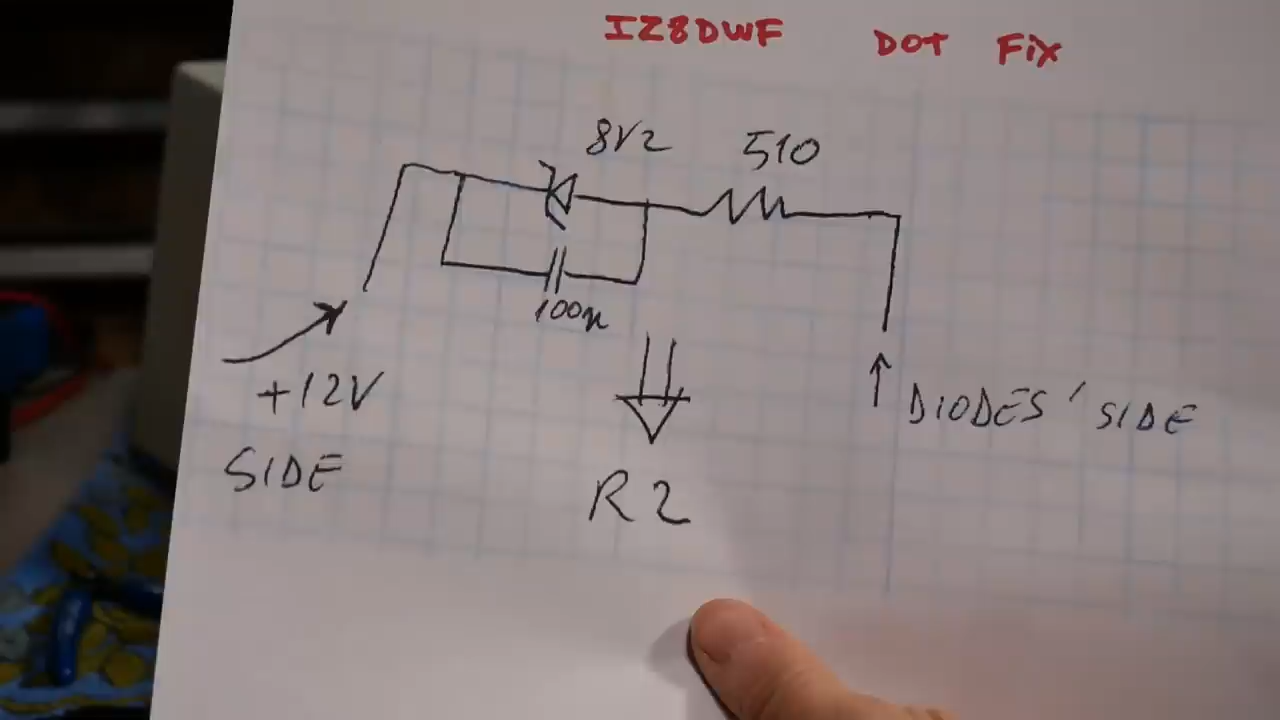 IZ8DWF DOT FiX
8V2 510
100n
+12V
SIDE
DIODES' SIDE
R2